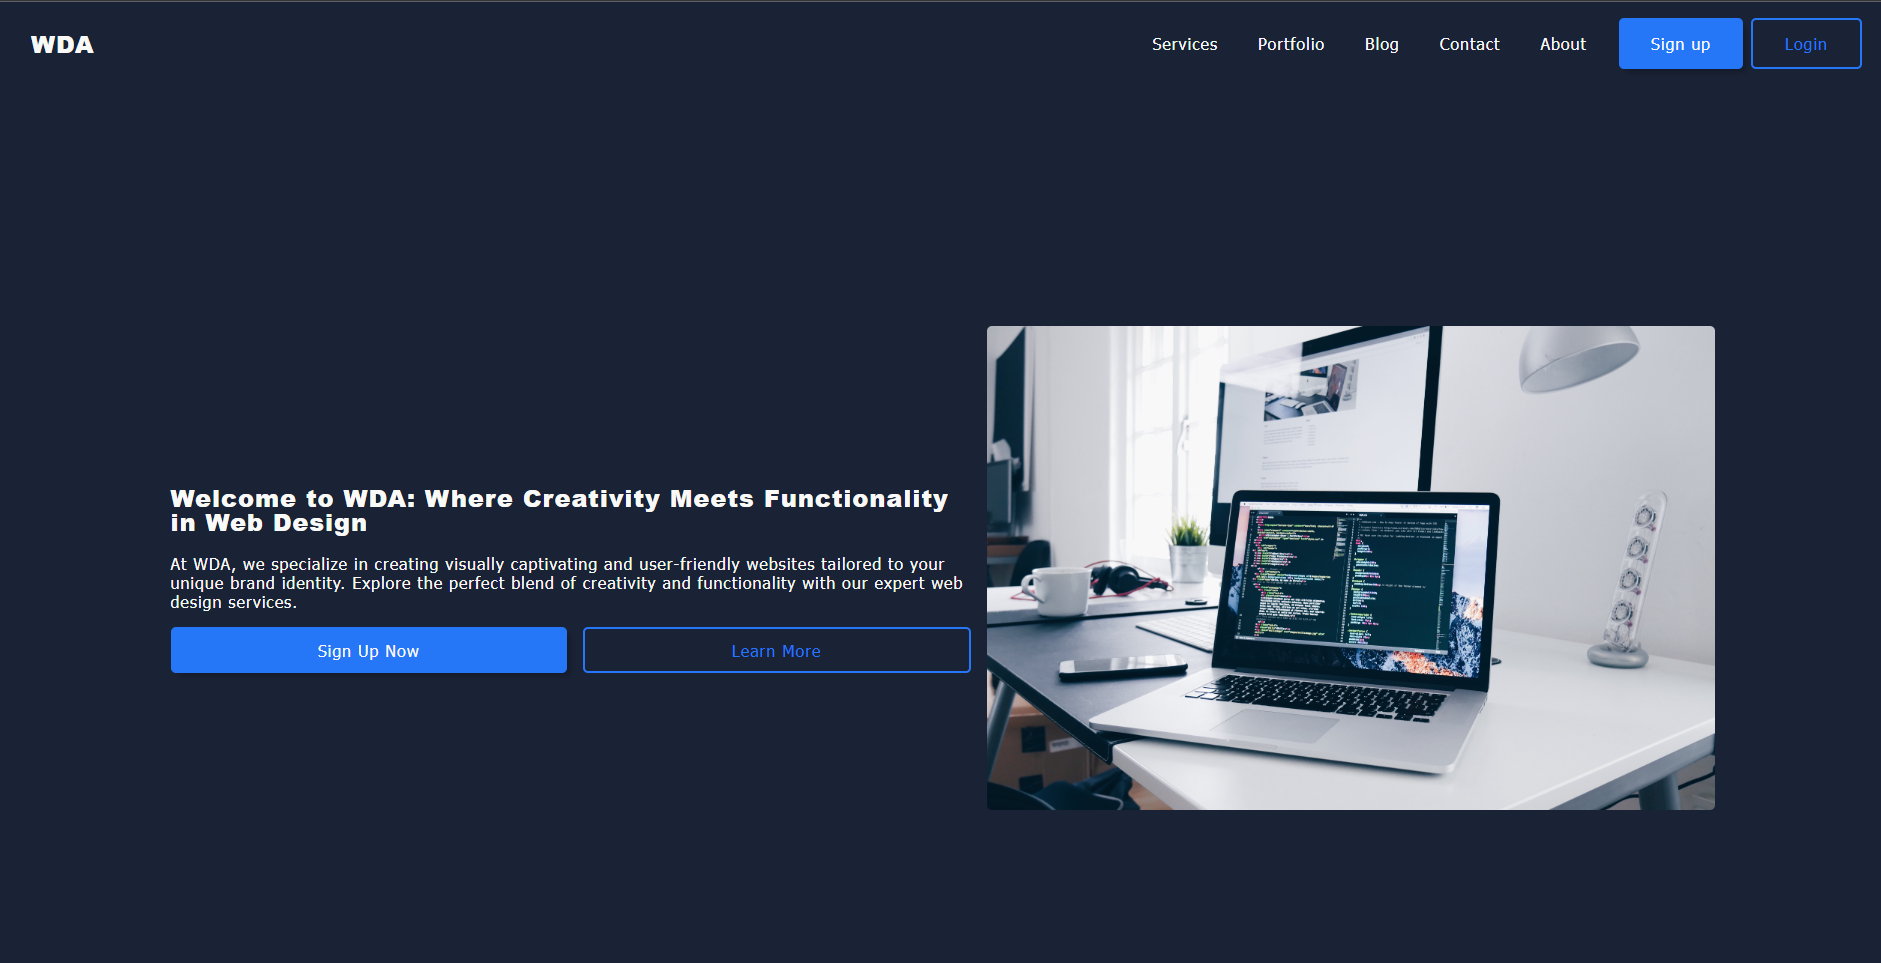 WDA
Services Portfolio Blog Contact About Sign up Login
Welcome to WDA: Where Creativity Meets Functionality
in Web Design
At WDA, we specialize in creating visually captivating and user-friendly websites tailored to your
unique brand identity. Explore the perfect blend of creativity and functionality with our expert web
design services.
Sign Up Now
Learn More